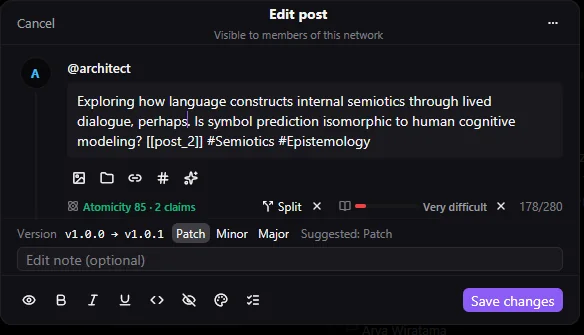 Cancel
Edit post
Visible to members of this network
A
@architect
Exploring how language constructs internal semiotics through lived
dialogue, perhaps. Is symbol prediction isomorphic to human cognitive
modeling? [[post_2]] #Semiotics #Epistemology
Atomicity 85 · 2 claims
Split
Very difficult
178/280
Version v1.0.0 → v1.0.1 Patch Minor Major Suggested: Patch
Edit note (optional)
B I U
Save changes
Arya Wiratama